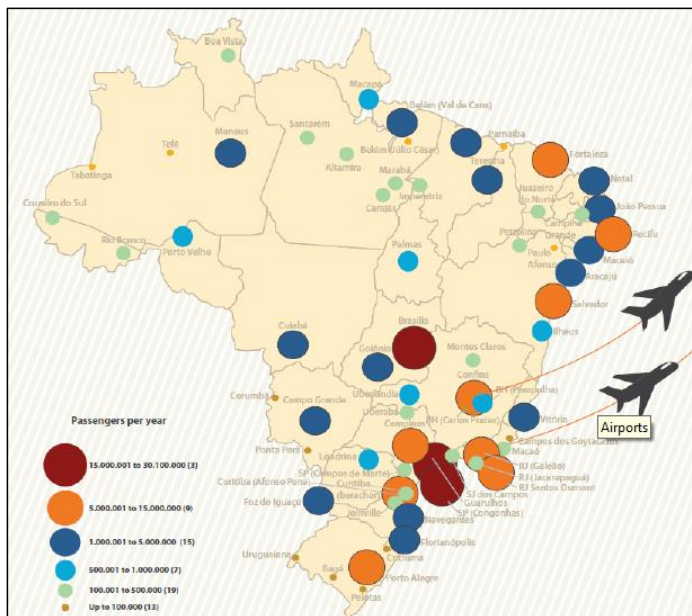 Boa Vista
Macapá
Belém (Val de Cans)
Santarém
Manaus
Tefé
Tabatinga
Belém (Júlio César)
Parnaíba
Fortaleza
Altamira
Teresina
Marabá
Imperatriz
Carajás
Juazeiro
do Norte
Natal
João Pessoa
Campina
Grande
Cruzeiro do Sul
Rio Branco
Porto Velho
Petrolina
Recife
Paulo
Afonso
Maceió
Palmas
Aracajú
Salvador
Ilheus
Cuiabá
Brasília
Goiânia
Montes Claros
Confins
BH (Pampulha)
Corumbá
Campo Grande
Uberlândia
Uberabá
BH (Carlos Prates)
Vitória
Airports
Campinas
Campos dos Goytacazes
Macaé
Passengers per year
Ponta Porã
Londrina
RJ (Galeão)
RJ (Jacarepaguá)
RJ Santos Dumont
15.000.001 to 30.100.000 (3)
SP (Campos de Marte)
SJ dos Campos
Guarulhos
SP (Congonhas)
Curitiba (Afonso Pena)
Curitiba
(Bacacheri)
Foz do Iguaçu
Joinville
Navegantes
5.000.001 to 15.000.000 (9)
1.000.001 to 5.000.000 (15)
Florianópolis
Criciuma
Uruguaiana
500.001 to 1.000.000 (7)
Bagé
Porto Alegre
100.001 to 500.000 (19)
Pelotas
Up to 100.000 (13)